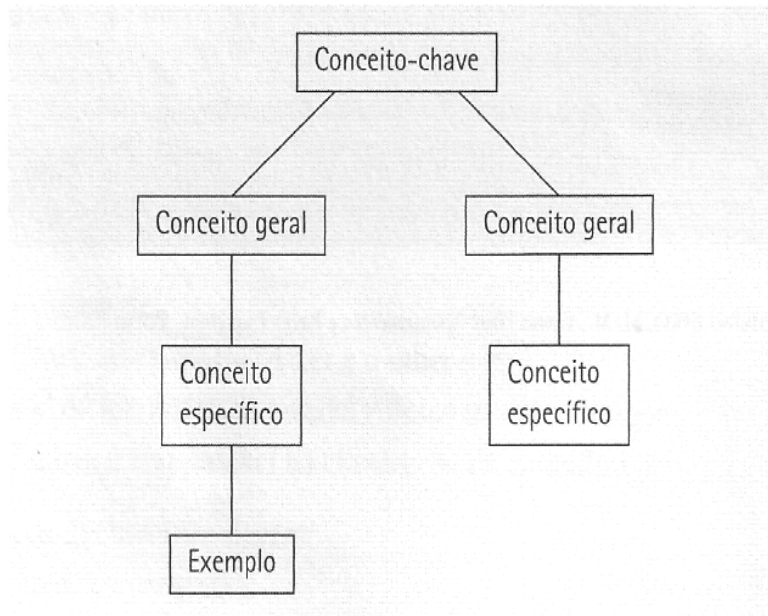 Conceito-chave
Conceito geral
Conceito geral
Conceito
específico
Conceito
específico
Exemplo